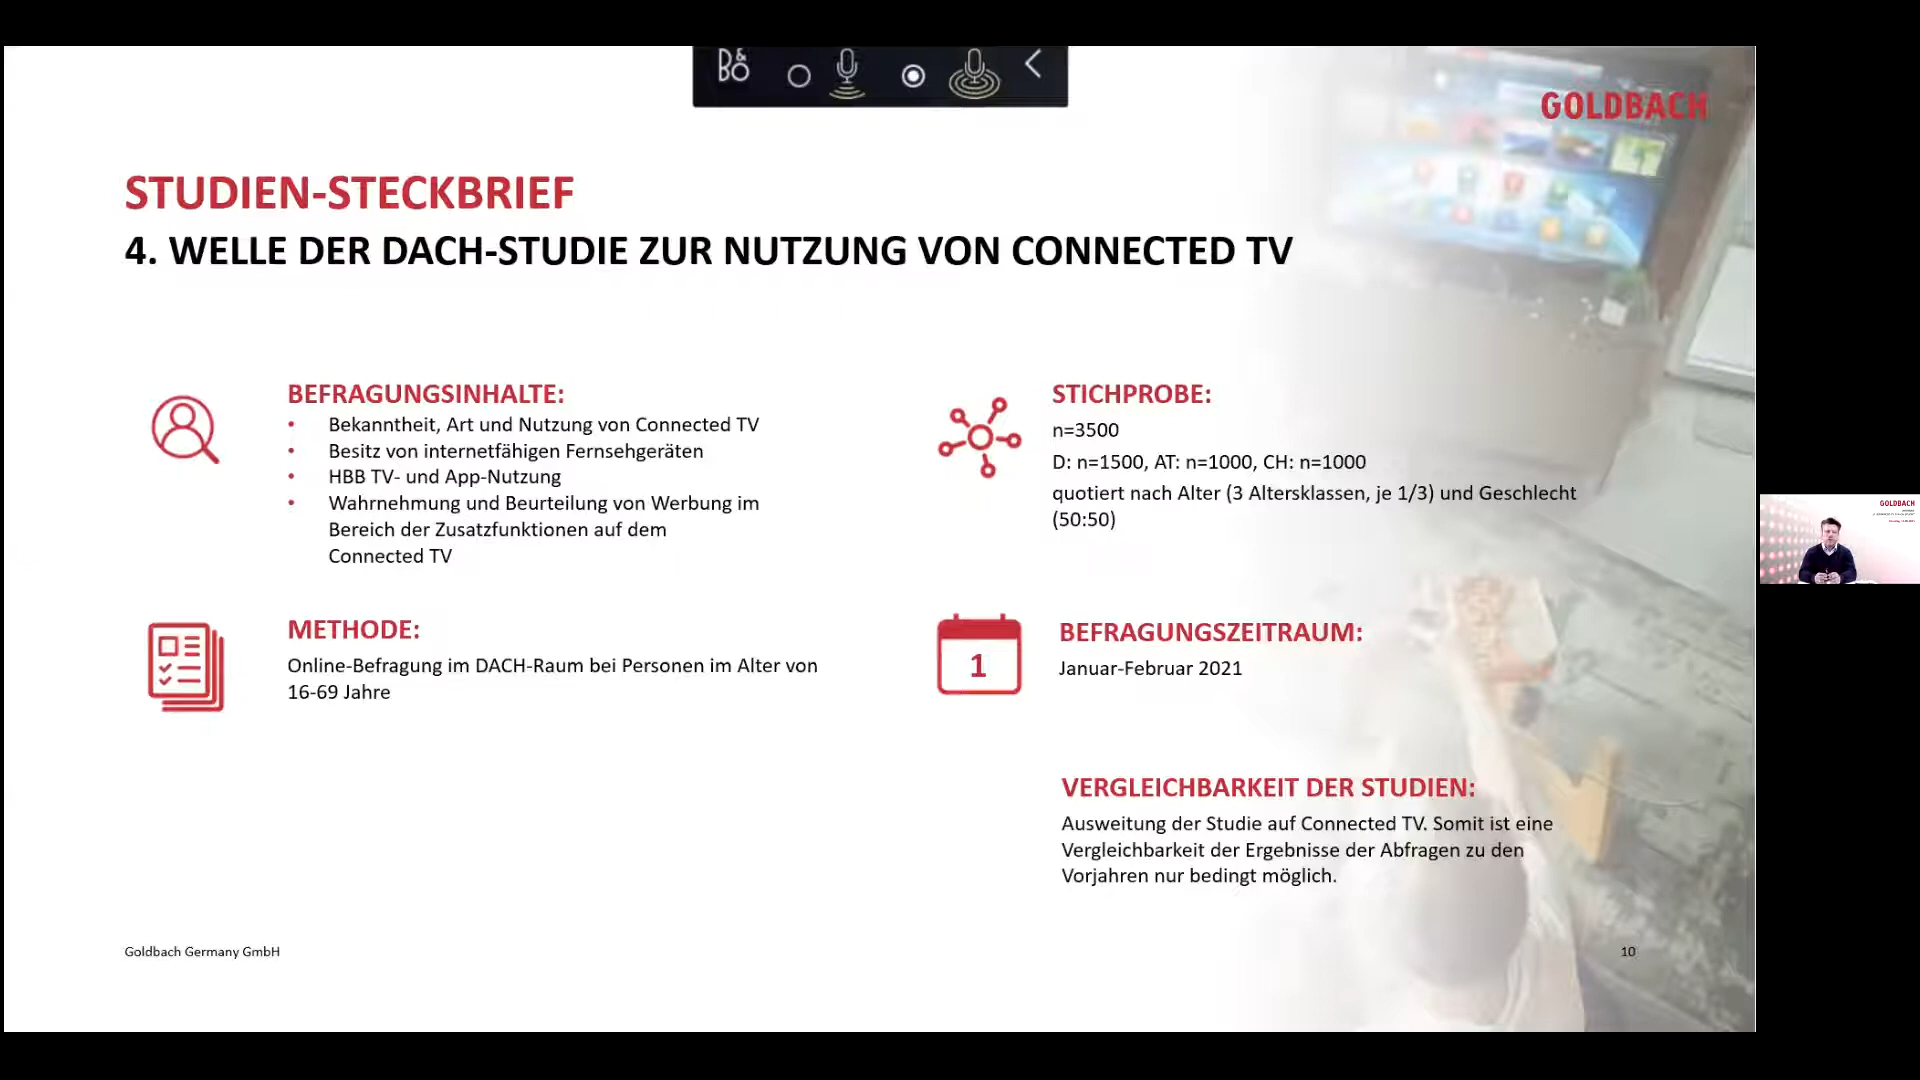 B&O
GOLDBACH
STUDIEN-STECKBRIEF
4. WELLE DER DACH-STUDIE ZUR NUTZUNG VON CONNECTED TV
BEFRAGUNGSINHALTE:
• Bekanntheit, Art und Nutzung von Connected TV
• Besitz von internetfähigen Fernsehgeräten
• HBB TV- und App-Nutzung
• Wahrnehmung und Beurteilung von Werbung im
Bereich der Zusatzfunktionen auf dem
Connected TV
STICHPROBE:
n=3500
D: n=1500, AT: n=1000, CH: n=1000
quotiert nach Alter (3 Altersklassen, je 1/3) und Geschlecht
(50:50)
METHODE:
Online-Befragung im DACH-Raum bei Personen im Alter von
16-69 Jahre
1
BEFRAGUNGSZEITRAUM:
Januar-Februar 2021
VERGLEICHBARKEIT DER STUDIEN:
Ausweitung der Studie auf Connected TV. Somit ist eine
Vergleichbarkeit der Ergebnisse der Abfragen zu den
Vorjahren nur bedingt möglich.
Goldbach Germany GmbH
10
GOLDBACH